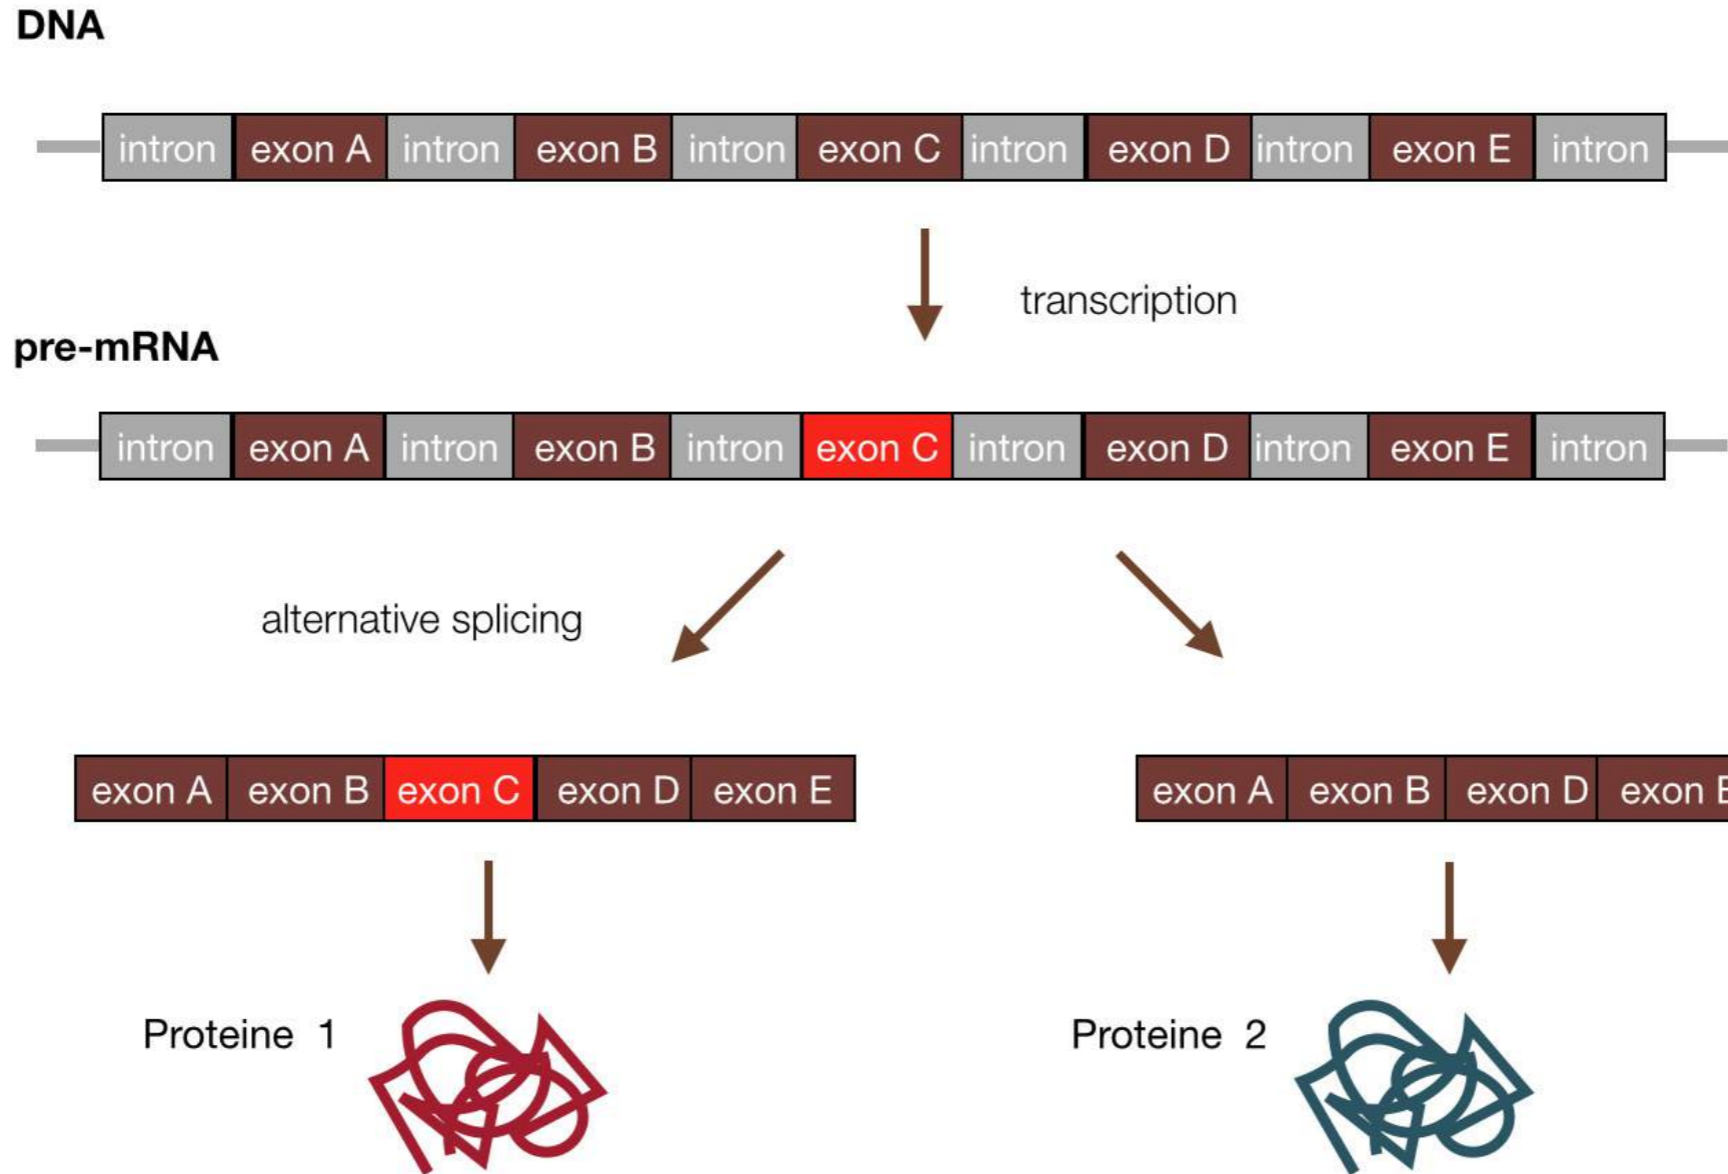 DNA
intron exon A intron exon B intron exon C intron exon D intron exon E intron
transcription
pre-mRNA
intron exon A intron exon B intron exon C intron exon D intron exon E intron
alternative splicing
exon A exon B exon C exon D exon E
exon A exon B exon D exon E
Proteine 1
Proteine 2